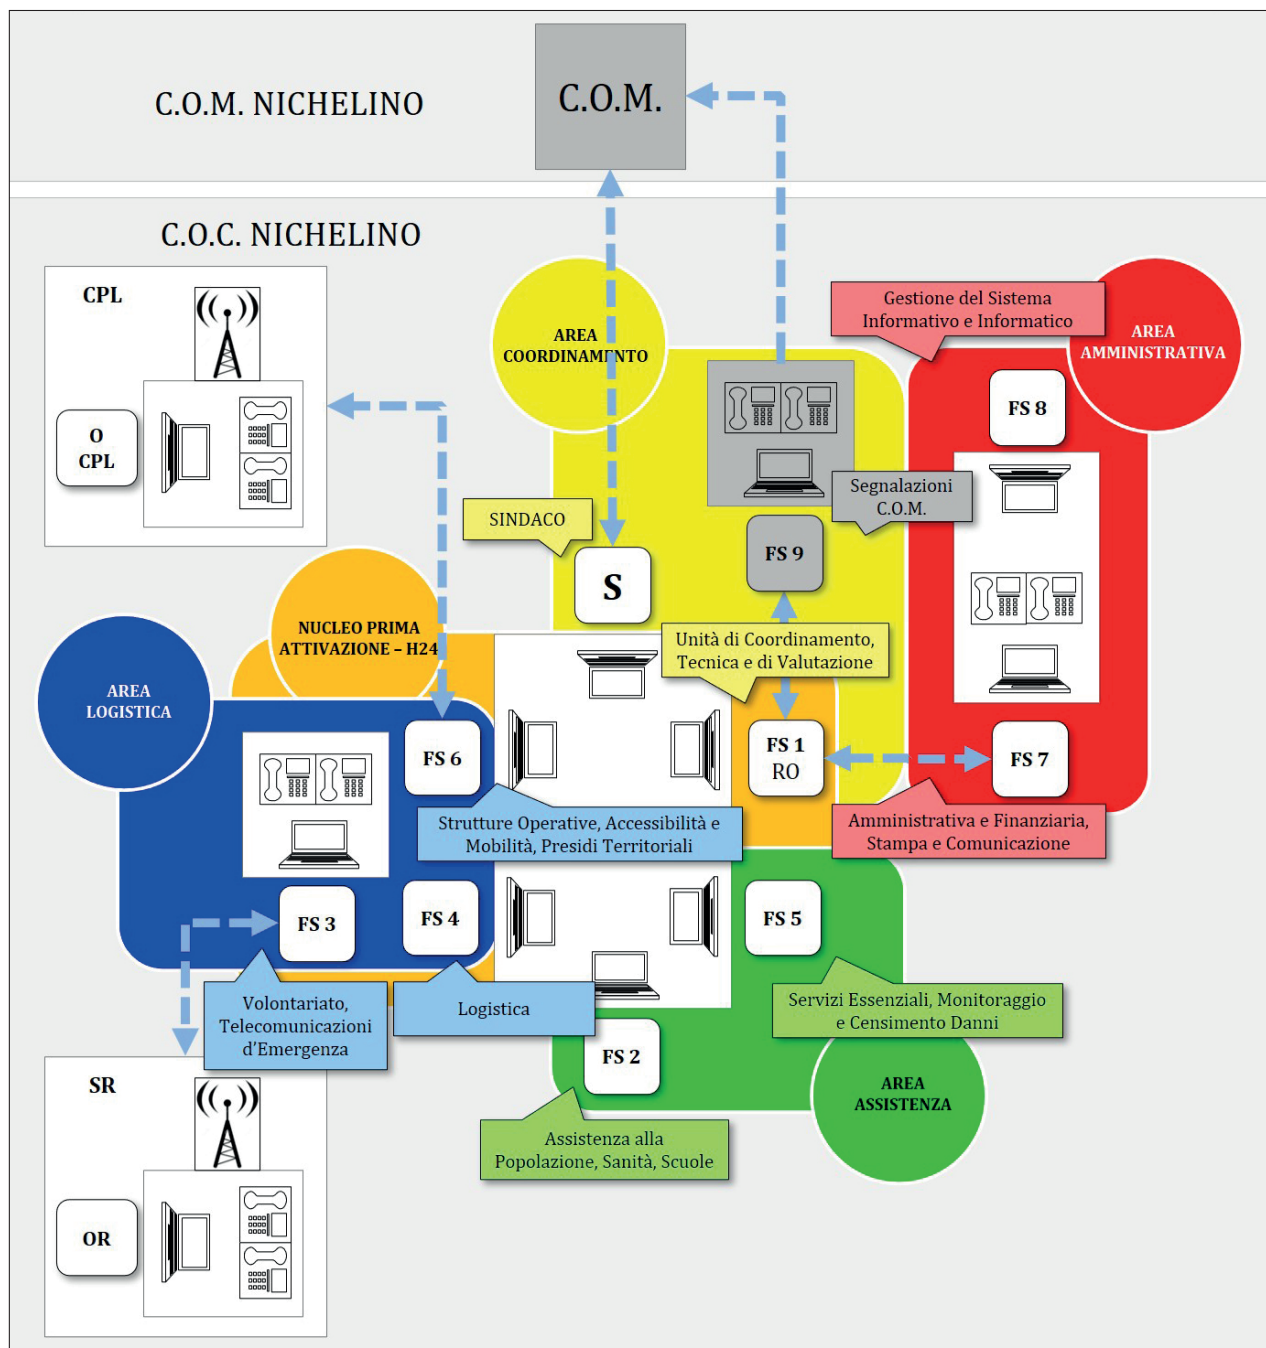 C.O.M. NICHELINO
C.O.M.
C.O.C. NICHELINO
CPL
O
CPL
AREA
COORDINAMENTO
Gestione del Sistema
Informativo e Informatico
AREA
AMMINISTRATIVA
FS 8
Segnalazioni
C.O.M.
SINDACO
S
FS 9
NUCLEO PRIMA
ATTIVAZIONE – H24
Unità di Coordinamento,
Tecnica e di Valutazione
AREA
LOGISTICA
FS 6
FS 1
RO
FS 7
Strutture Operative, Accessibilità e
Mobilità, Presidi Territoriali
Amministrativa e Finanziaria,
Stampa e Comunicazione
FS 3
FS 4
FS 5
Volontariato,
Telecomunicazioni
d'Emergenza
Logistica
Servizi Essenziali, Monitoraggio
e Censimento Danni
FS 2
AREA
ASSISTENZA
Assistenza alla
Popolazione, Sanità, Scuole
SR
OR